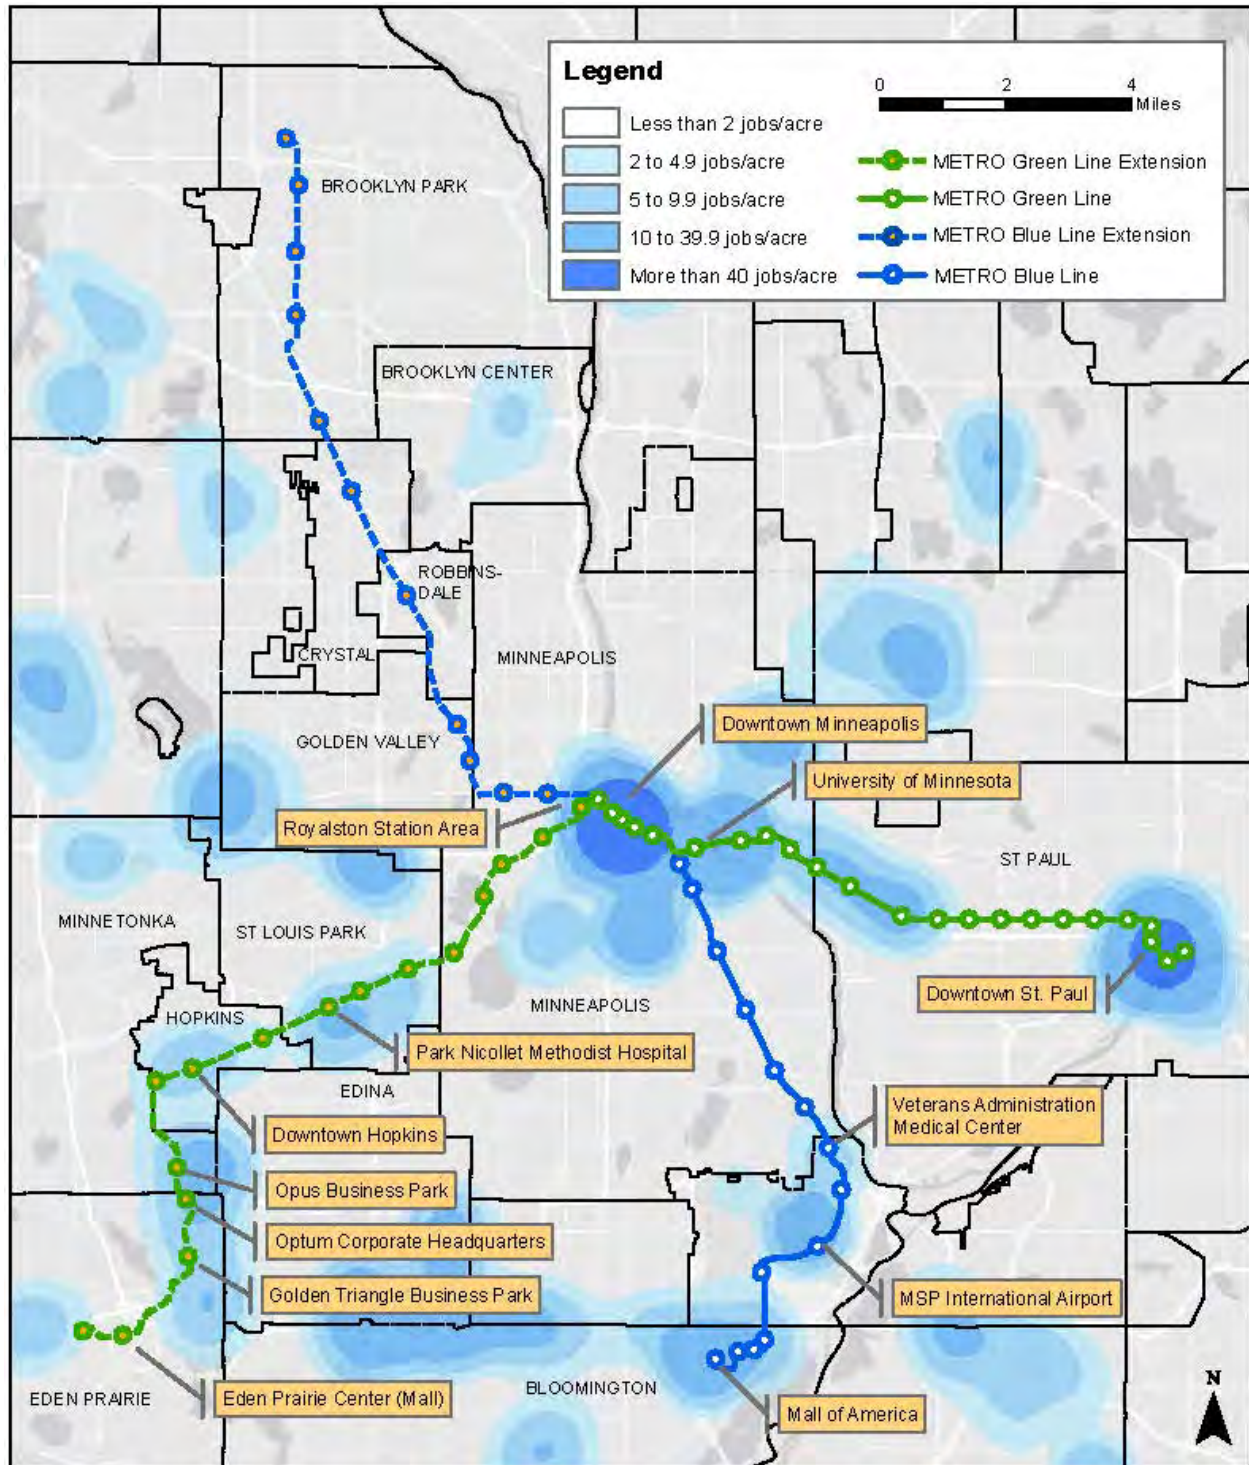 Legend
Less than 2 jobs/acre
2 to 4.9 jobs/acre
5 to 9.9 jobs/acre
10 to 39.9 jobs/acre
More than 40 jobs/acre
0 2 4
Miles
METRO Green Line Extension
METRO Green Line
METRO Blue Line Extension
METRO Blue Line
BROOKLYN PARK
BROOKLYN CENTER
ROBBINS-
DALE
CRYSTAL
MINNEAPOLIS
GOLDEN VALLEY
Downtown Minneapolis
University of Minnesota
Royalston Station Area
ST PAUL
MINNETONKA
ST LOUIS PARK
HOPKINS
MINNEAPOLIS
Downtown St. Paul
Park Nicollet Methodist Hospital
EDINA
Veterans Administration
Medical Center
Downtown Hopkins
Opus Business Park
Optum Corporate Headquarters
Golden Triangle Business Park
MSP International Airport
EDEN PRAIRIE
Eden Prairie Center (Mall)
BLOOMINGTON
Mall of America
N